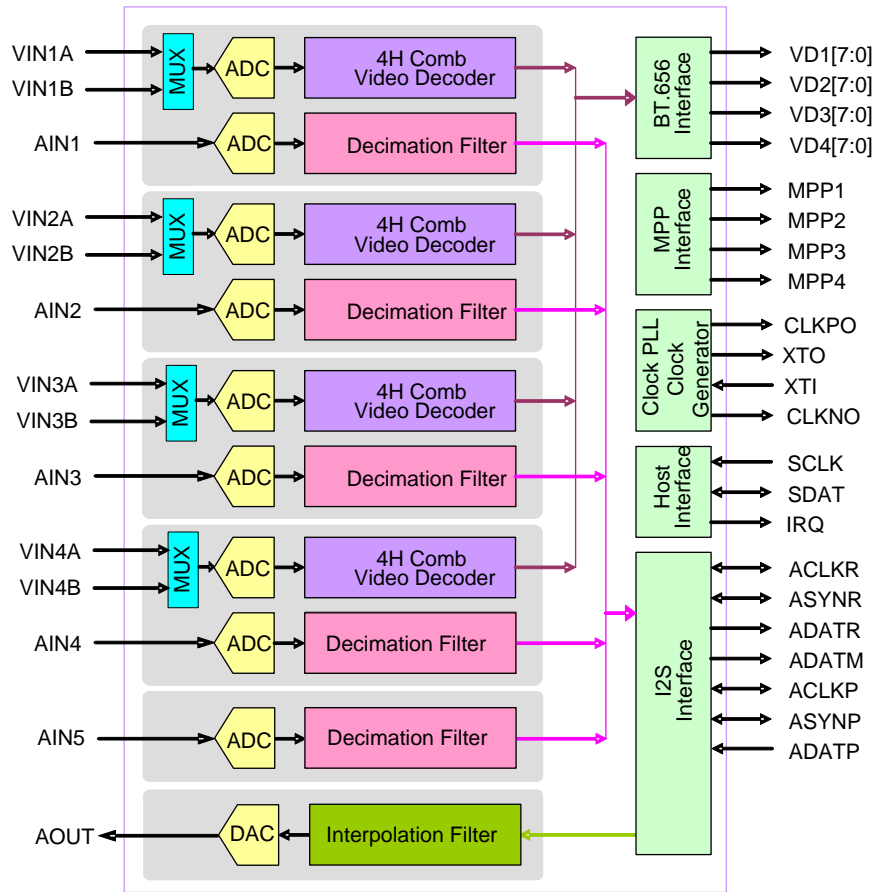 VIN1A
VIN1B
MUX
ADC
4H Comb
Video Decoder
AIN1
ADC
Decimation Filter
VIN2A
VIN2B
MUX
ADC
4H Comb
Video Decoder
AIN2
ADC
Decimation Filter
VIN3A
VIN3B
MUX
ADC
4H Comb
Video Decoder
AIN3
ADC
Decimation Filter
VIN4A
VIN4B
MUX
ADC
4H Comb
Video Decoder
AIN4
ADC
Decimation Filter
AIN5
ADC
Decimation Filter
AOUT
DAC
Interpolation Filter
BT.656
Interface
VD1[7:0]
VD2[7:0]
VD3[7:0]
VD4[7:0]
MPP
Interface
MPP1
MPP2
MPP3
MPP4
Clock PLL
Clock
Generator
CLKPO
XTO
XTI
CLKNO
Host
Interface
SCLK
SDAT
IRQ
I2S
Interface
ACLKR
ASYNR
ADATR
ADATM
ACLKP
ASYNP
ADATP